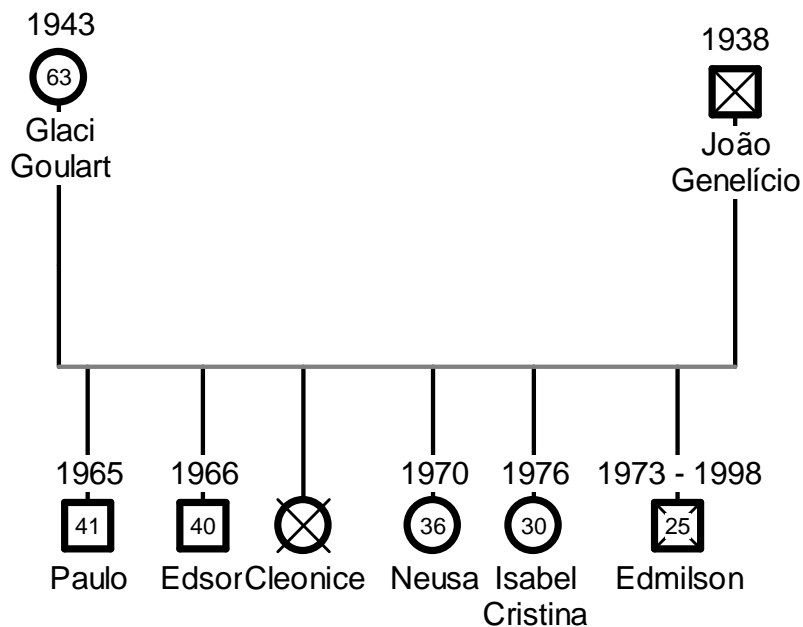 1943
63
Glaci
Goulart
1938
João
Genelício
1965
41
Paulo
1966
40
Edsor
Cleonice
1970
36
Neusa
1976
30
Isabel
Cristina
1973 - 1998
25
Edmilson